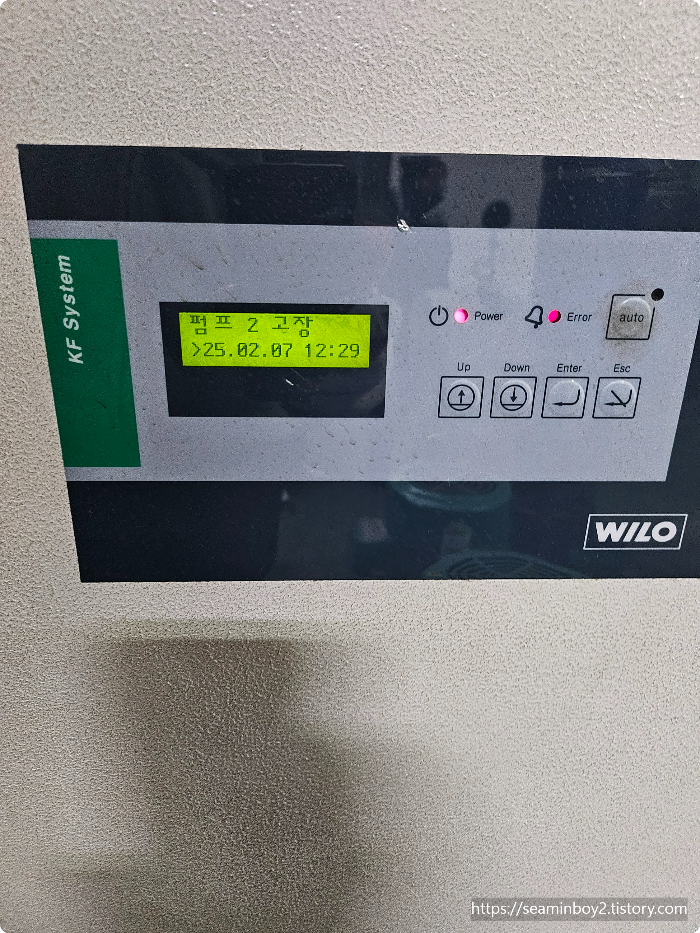 KF System
펌프 2 고장
>25.02.07 12:29
Power
Error
auto
Up
Down
Enter
Esc
WILO
https://seaminboy2.tistory.com